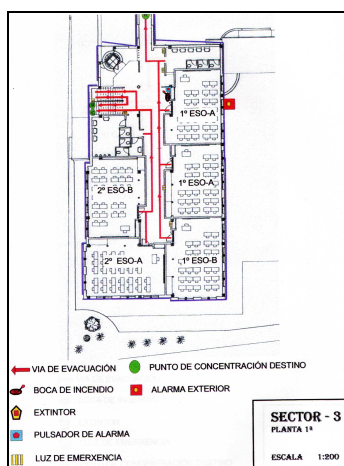 1º ESO-A
1º ESO-A
2º ESO-B
2º ESO-A
1º ESO-B
VIA DE EVACUACIÓN
PUNTO DE CONCENTRACIÓN DESTINO
BOCA DE INCENDIO
ALARMA EXTERIOR
EXTINTOR
PULSADOR DE ALARMA
LUZ DE EMERXENCIA
SECTOR - 3
PLANTA 1ª
ESCALA 1:200